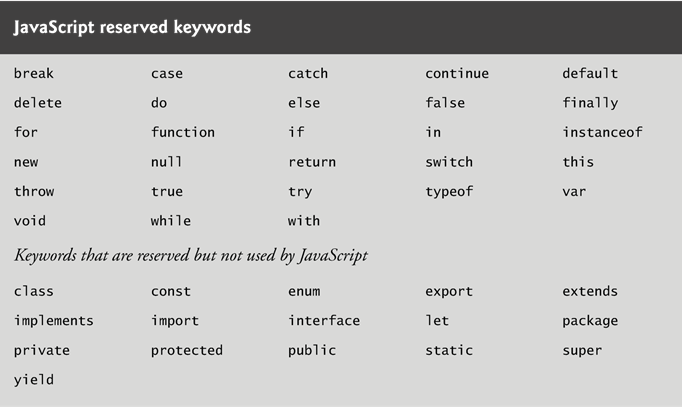 JavaScript reserved keywords
break case catch continue default
delete do else false finally
for function if in instanceof
new null return switch this
throw true try typeof var
void while with
Keywords that are reserved but not used by JavaScript
class const enum export extends
implements import interface let package
private protected public static super
yield